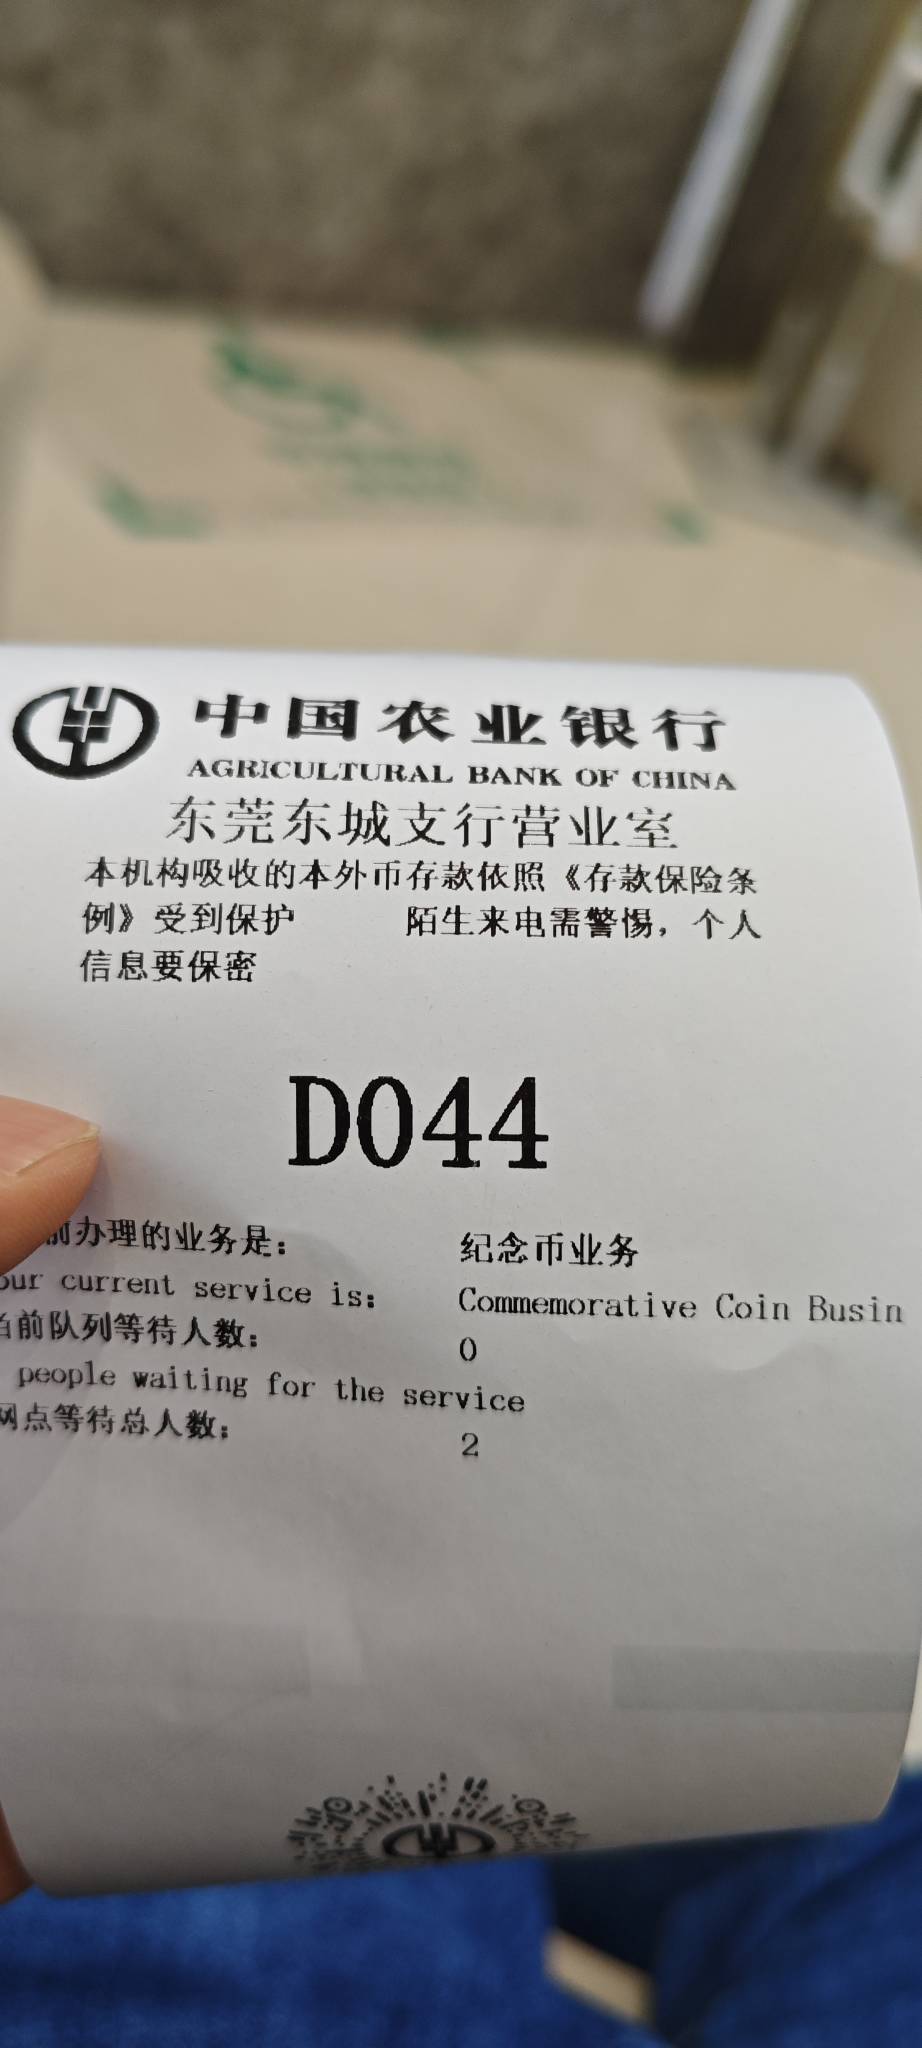 中国农业银行
AGRICULTURAL BANK OF CHINA
东莞东城支行营业室
本机构吸收的本外币存款依照《存款保险条
例》受到保护 陌生来电需警惕，个人
信息要保密
D044
前办理的业务是： 纪念币业务
our current service is: Commemorative Coin Busin
当前队列等待人数： 0
people waiting for the service
网点等待总人数： 2